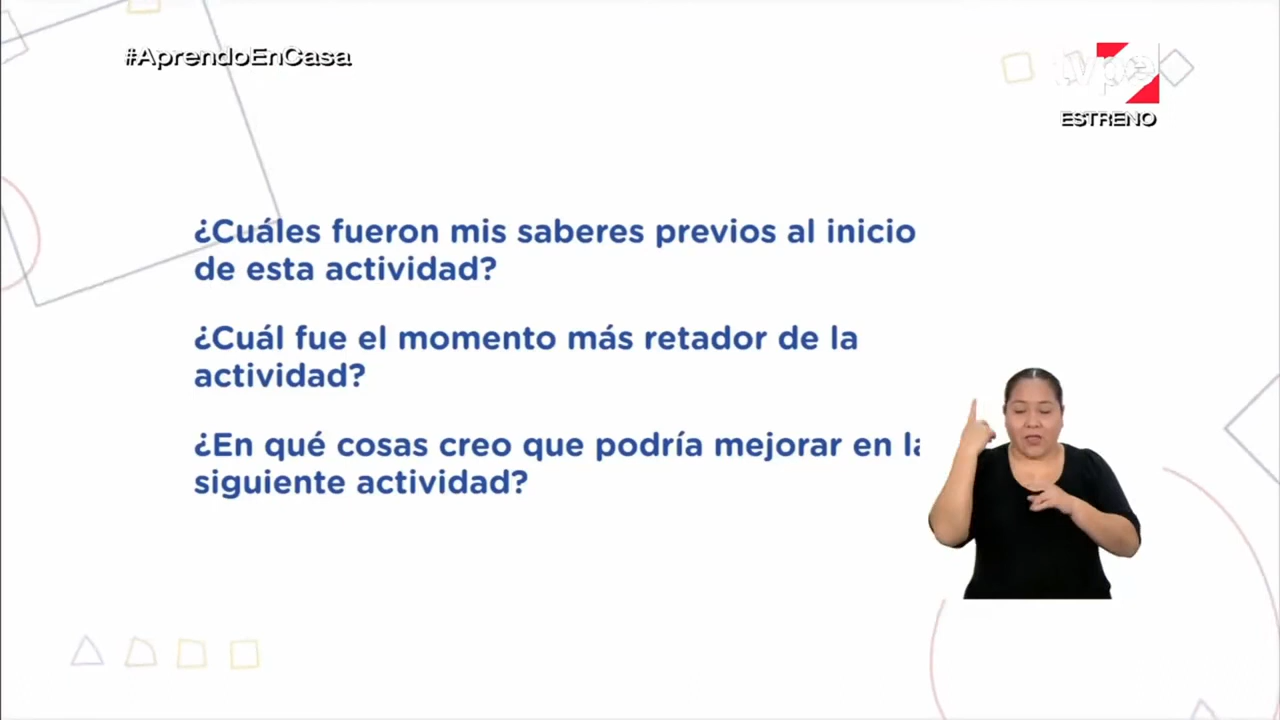 #AprendoEnCasa
tvpe
ESTRENO
¿Cuáles fueron mis saberes previos al inicio
de esta actividad?
¿Cuál fue el momento más retador de la
actividad?
¿En qué cosas creo que podría mejorar en la
siguiente actividad?